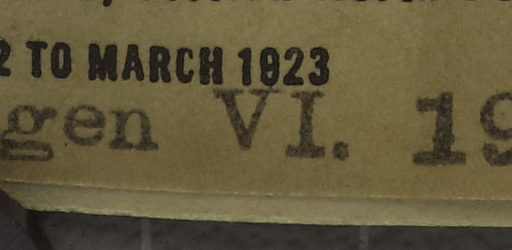 2 TO MARCH 1923
gen VI. 19